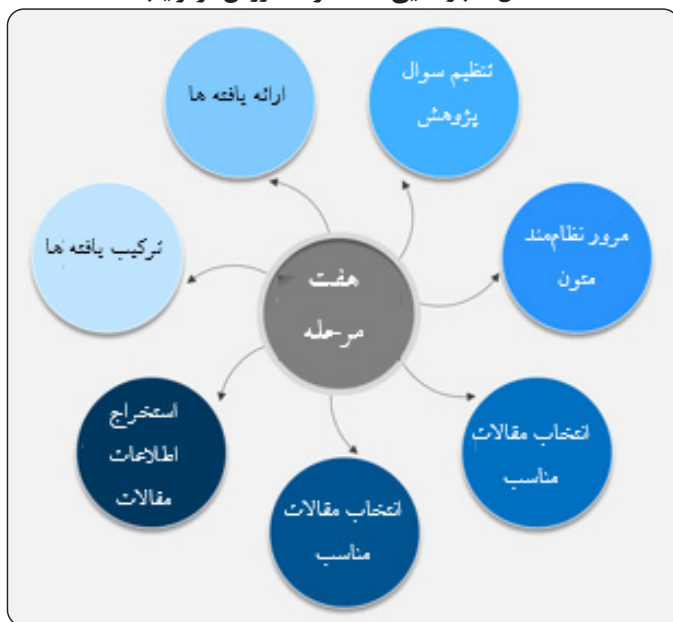 هفت
مرحله
تنظیم سوال
پژوهش
مرور نظام‌مند
متون
انتخاب مقالات
مناسب
انتخاب مقالات
مناسب
استخراج
اطلاعات
مقالات
ترکیب یافته ها
ارائه یافته ها